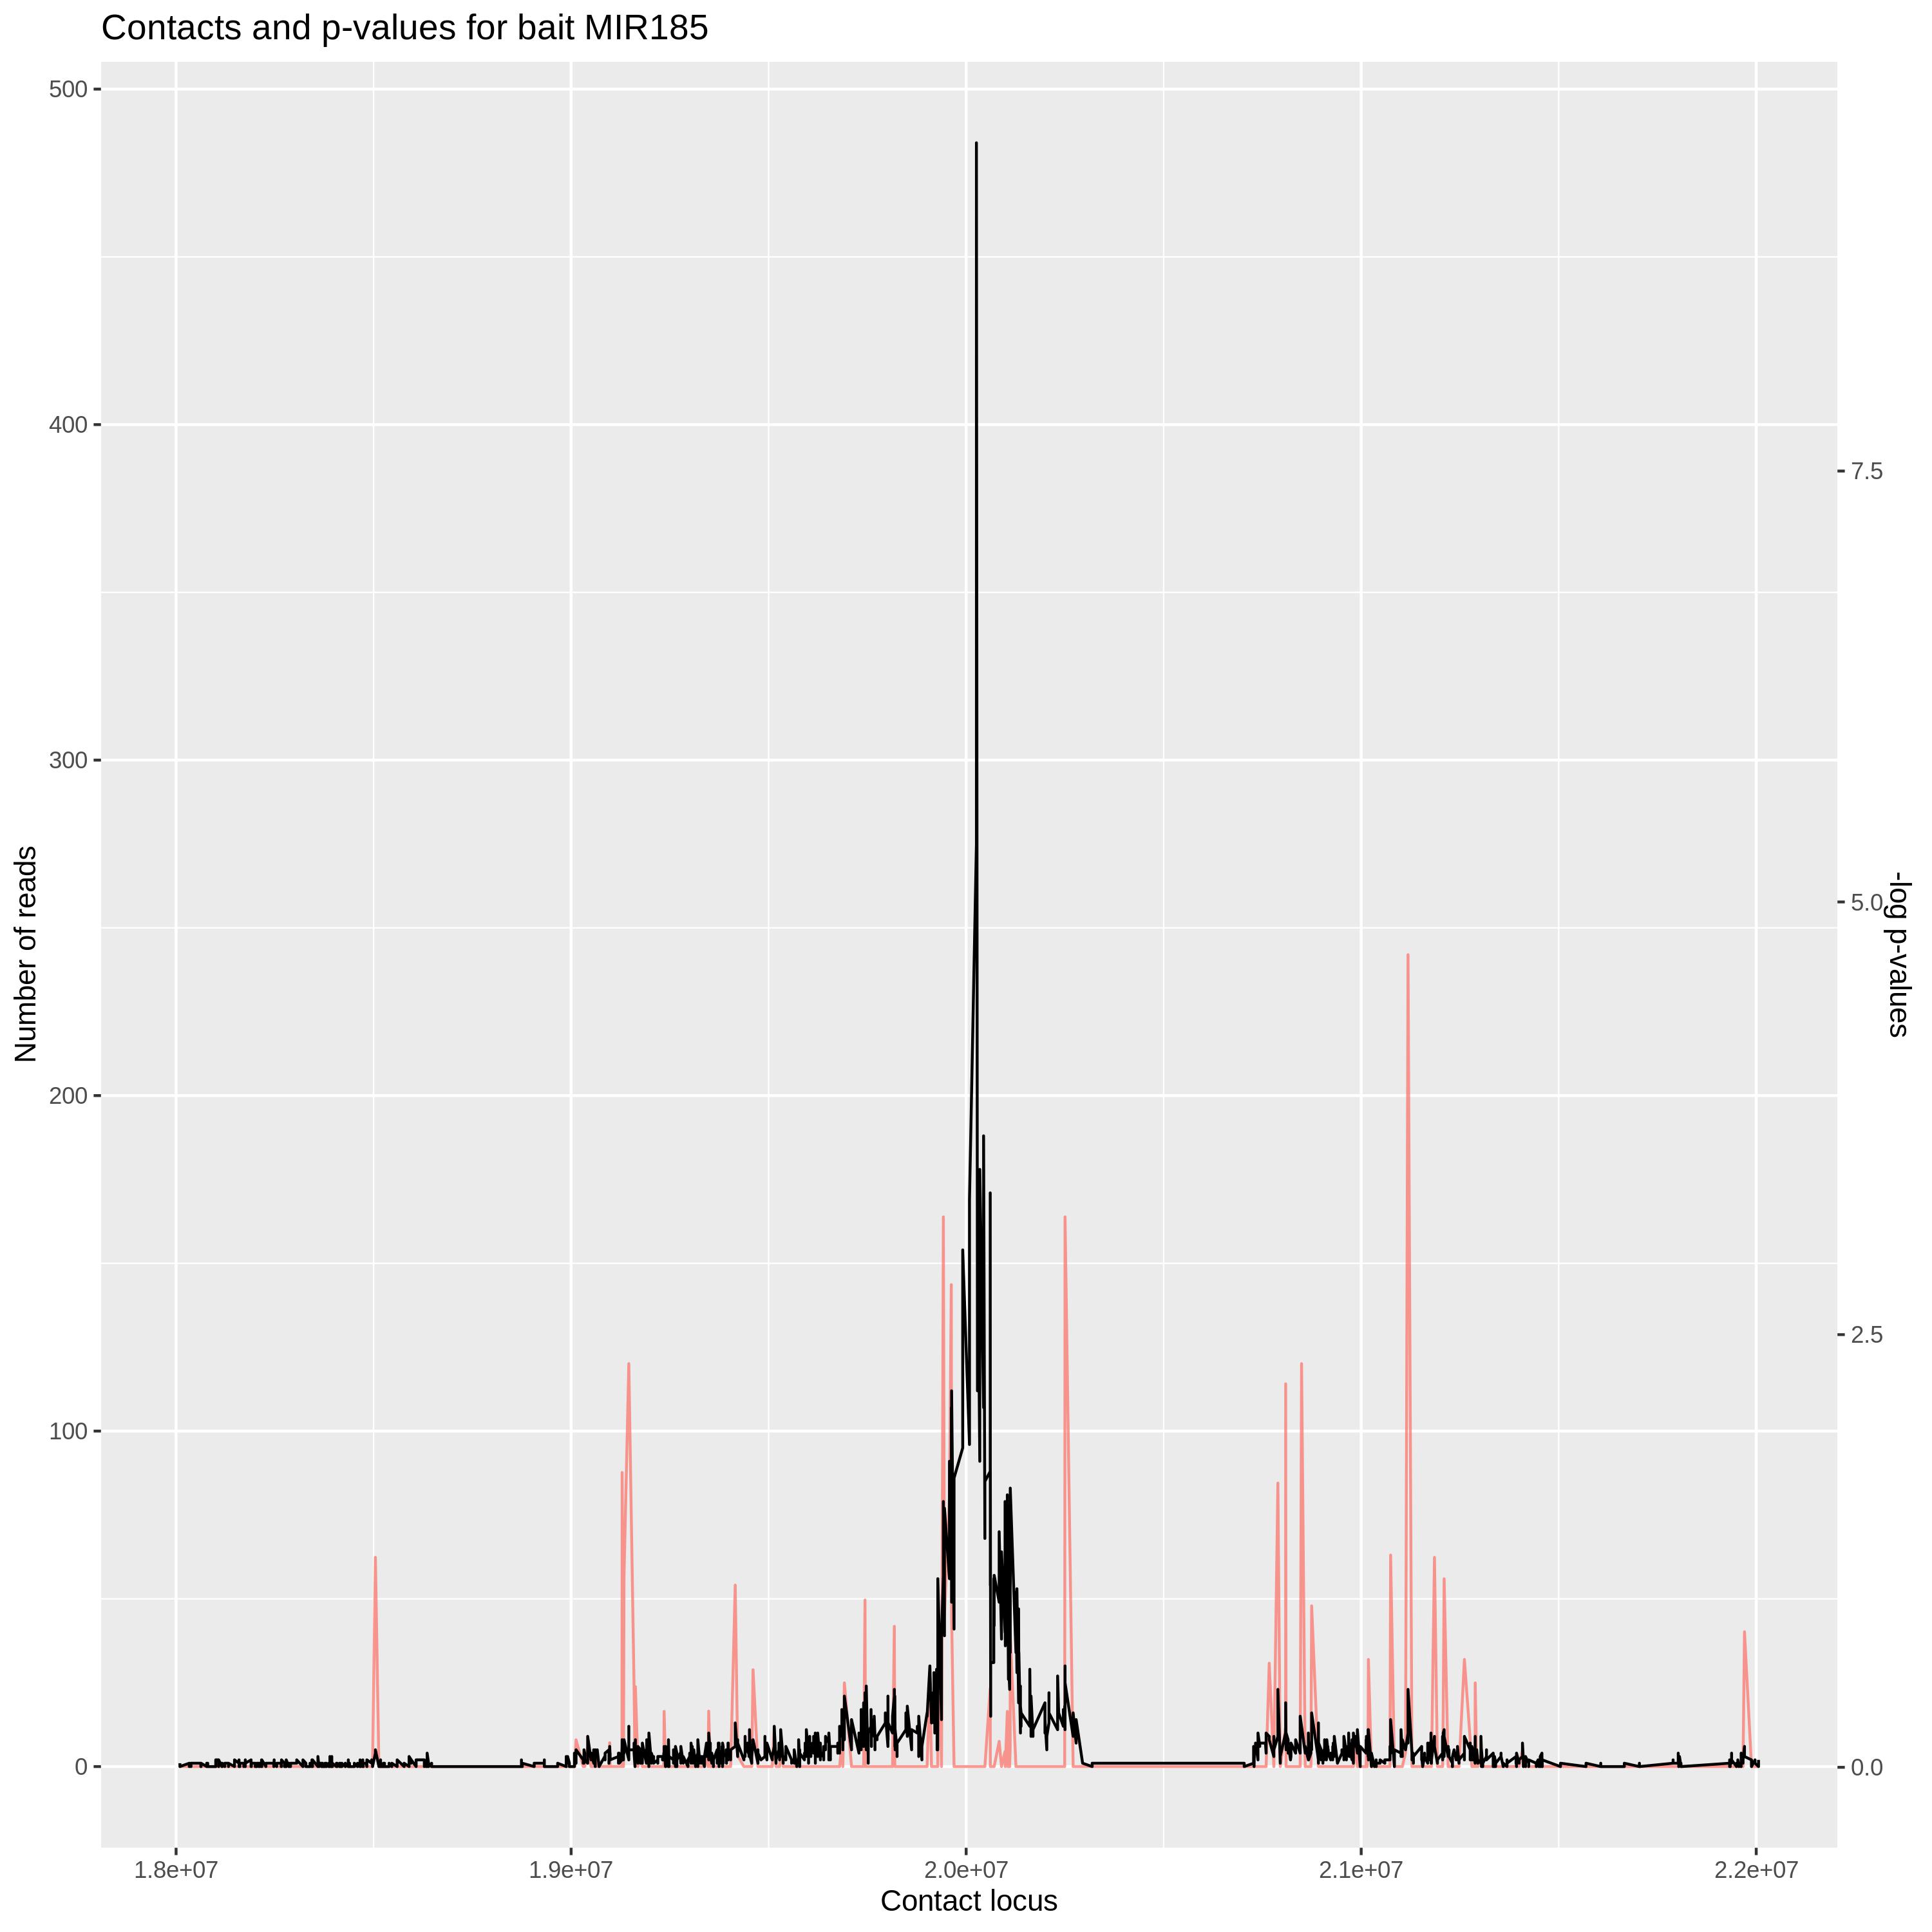 Contacts and p-values for bait MIR185
500
400
300
200
100
0
Number of reads
7.5
5.0
2.5
0.0
-log p-values
1.8e+07
1.9e+07
2.0e+07
2.1e+07
2.2e+07
Contact locus